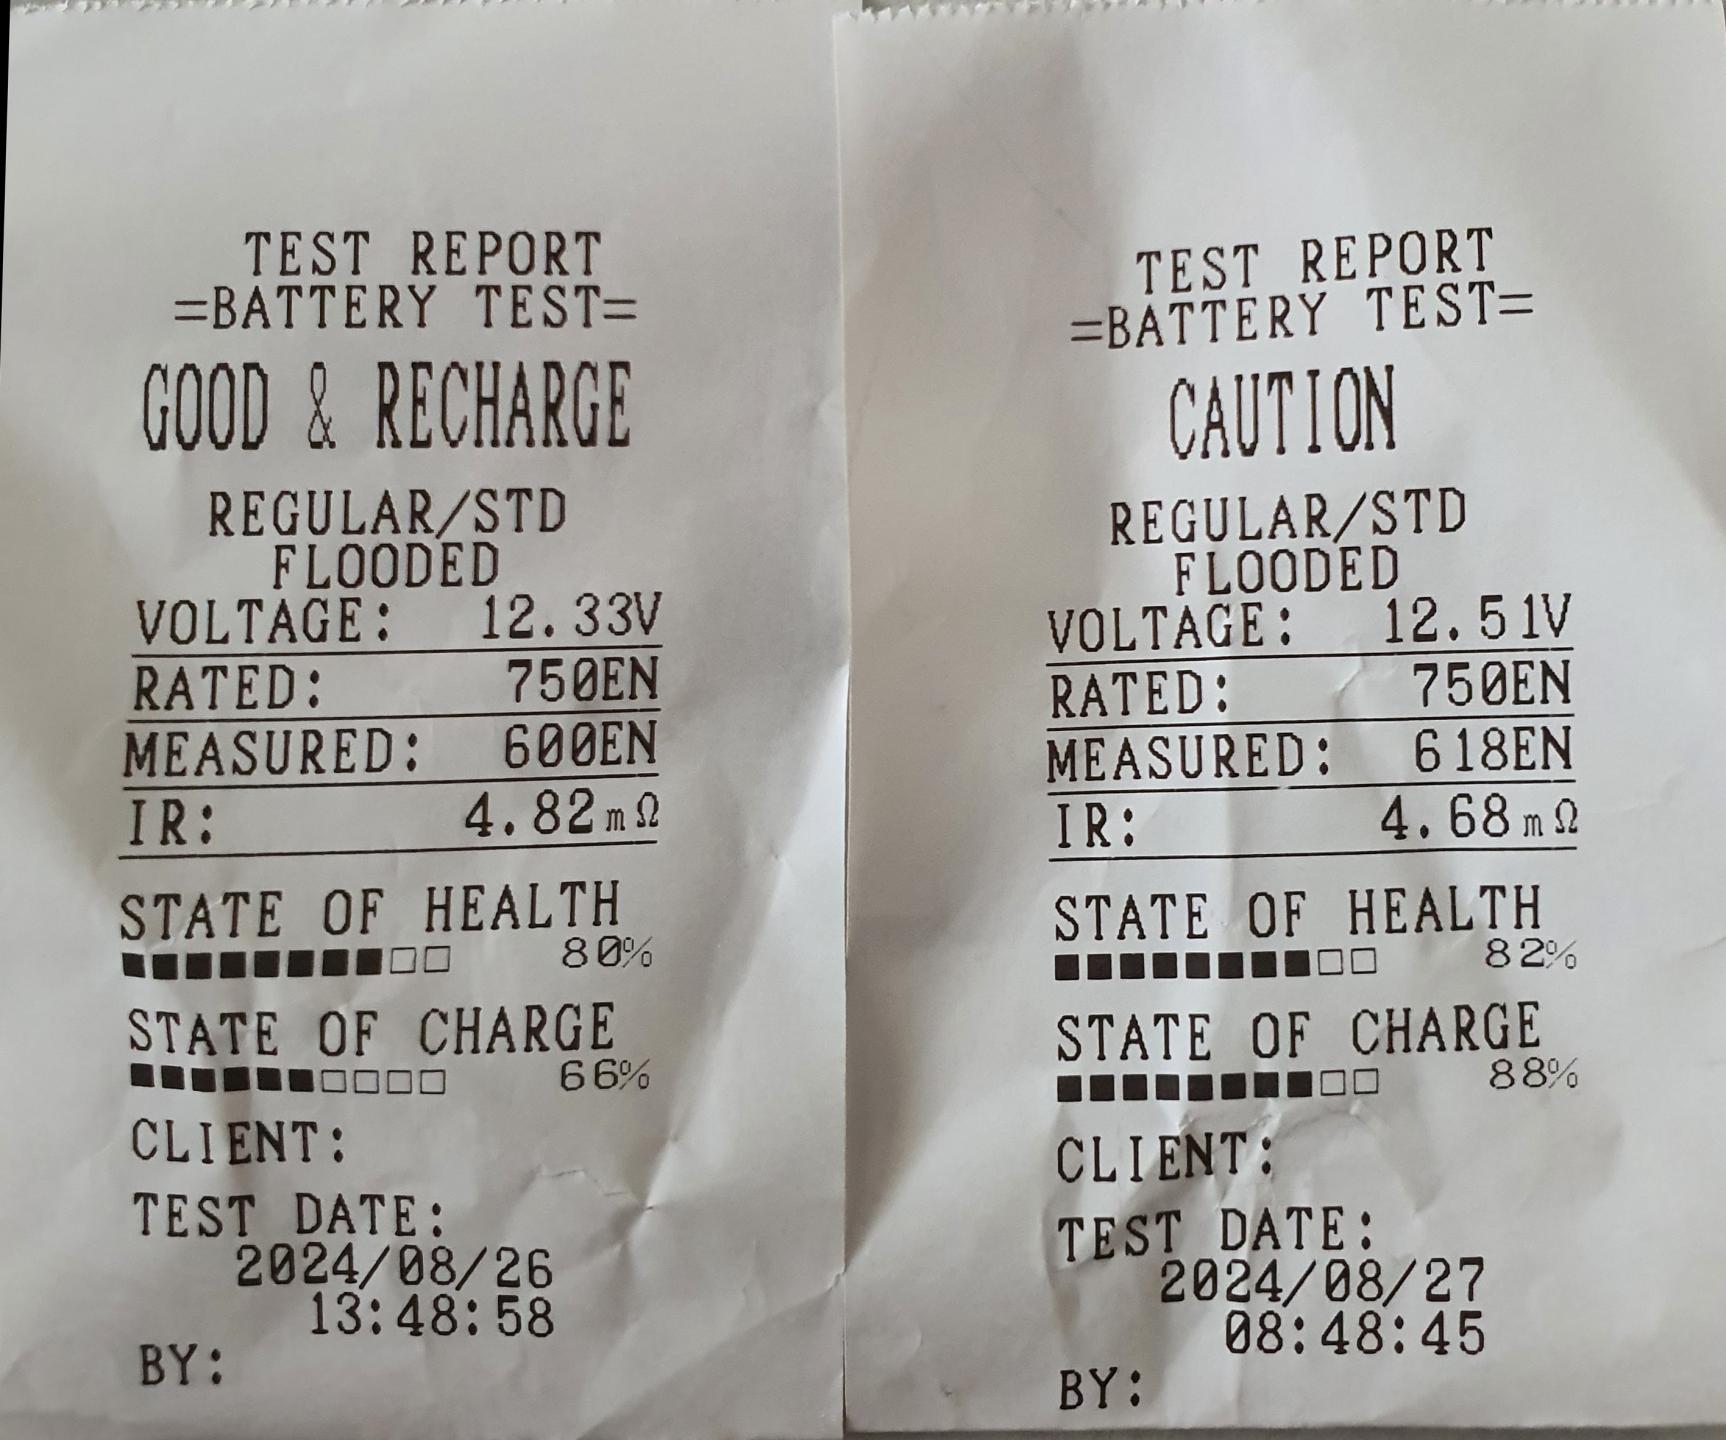 TEST REPORT
=BATTERY TEST=
GOOD & RECHARGE
REGULAR/STD
FLOODED
VOLTAGE: 12.33V
RATED: 750EN
MEASURED: 600EN
IR: 4.82mΩ
STATE OF HEALTH
80%
STATE OF CHARGE
66%
CLIENT:
TEST DATE:
2024/08/26
13:48:58
BY:
TEST REPORT
=BATTERY TEST=
CAUTION
REGULAR/STD
FLOODED
VOLTAGE: 12.51V
RATED: 750EN
MEASURED: 618EN
IR: 4.68mΩ
STATE OF HEALTH
82%
STATE OF CHARGE
88%
CLIENT:
TEST DATE:
2024/08/27
08:48:45
BY: